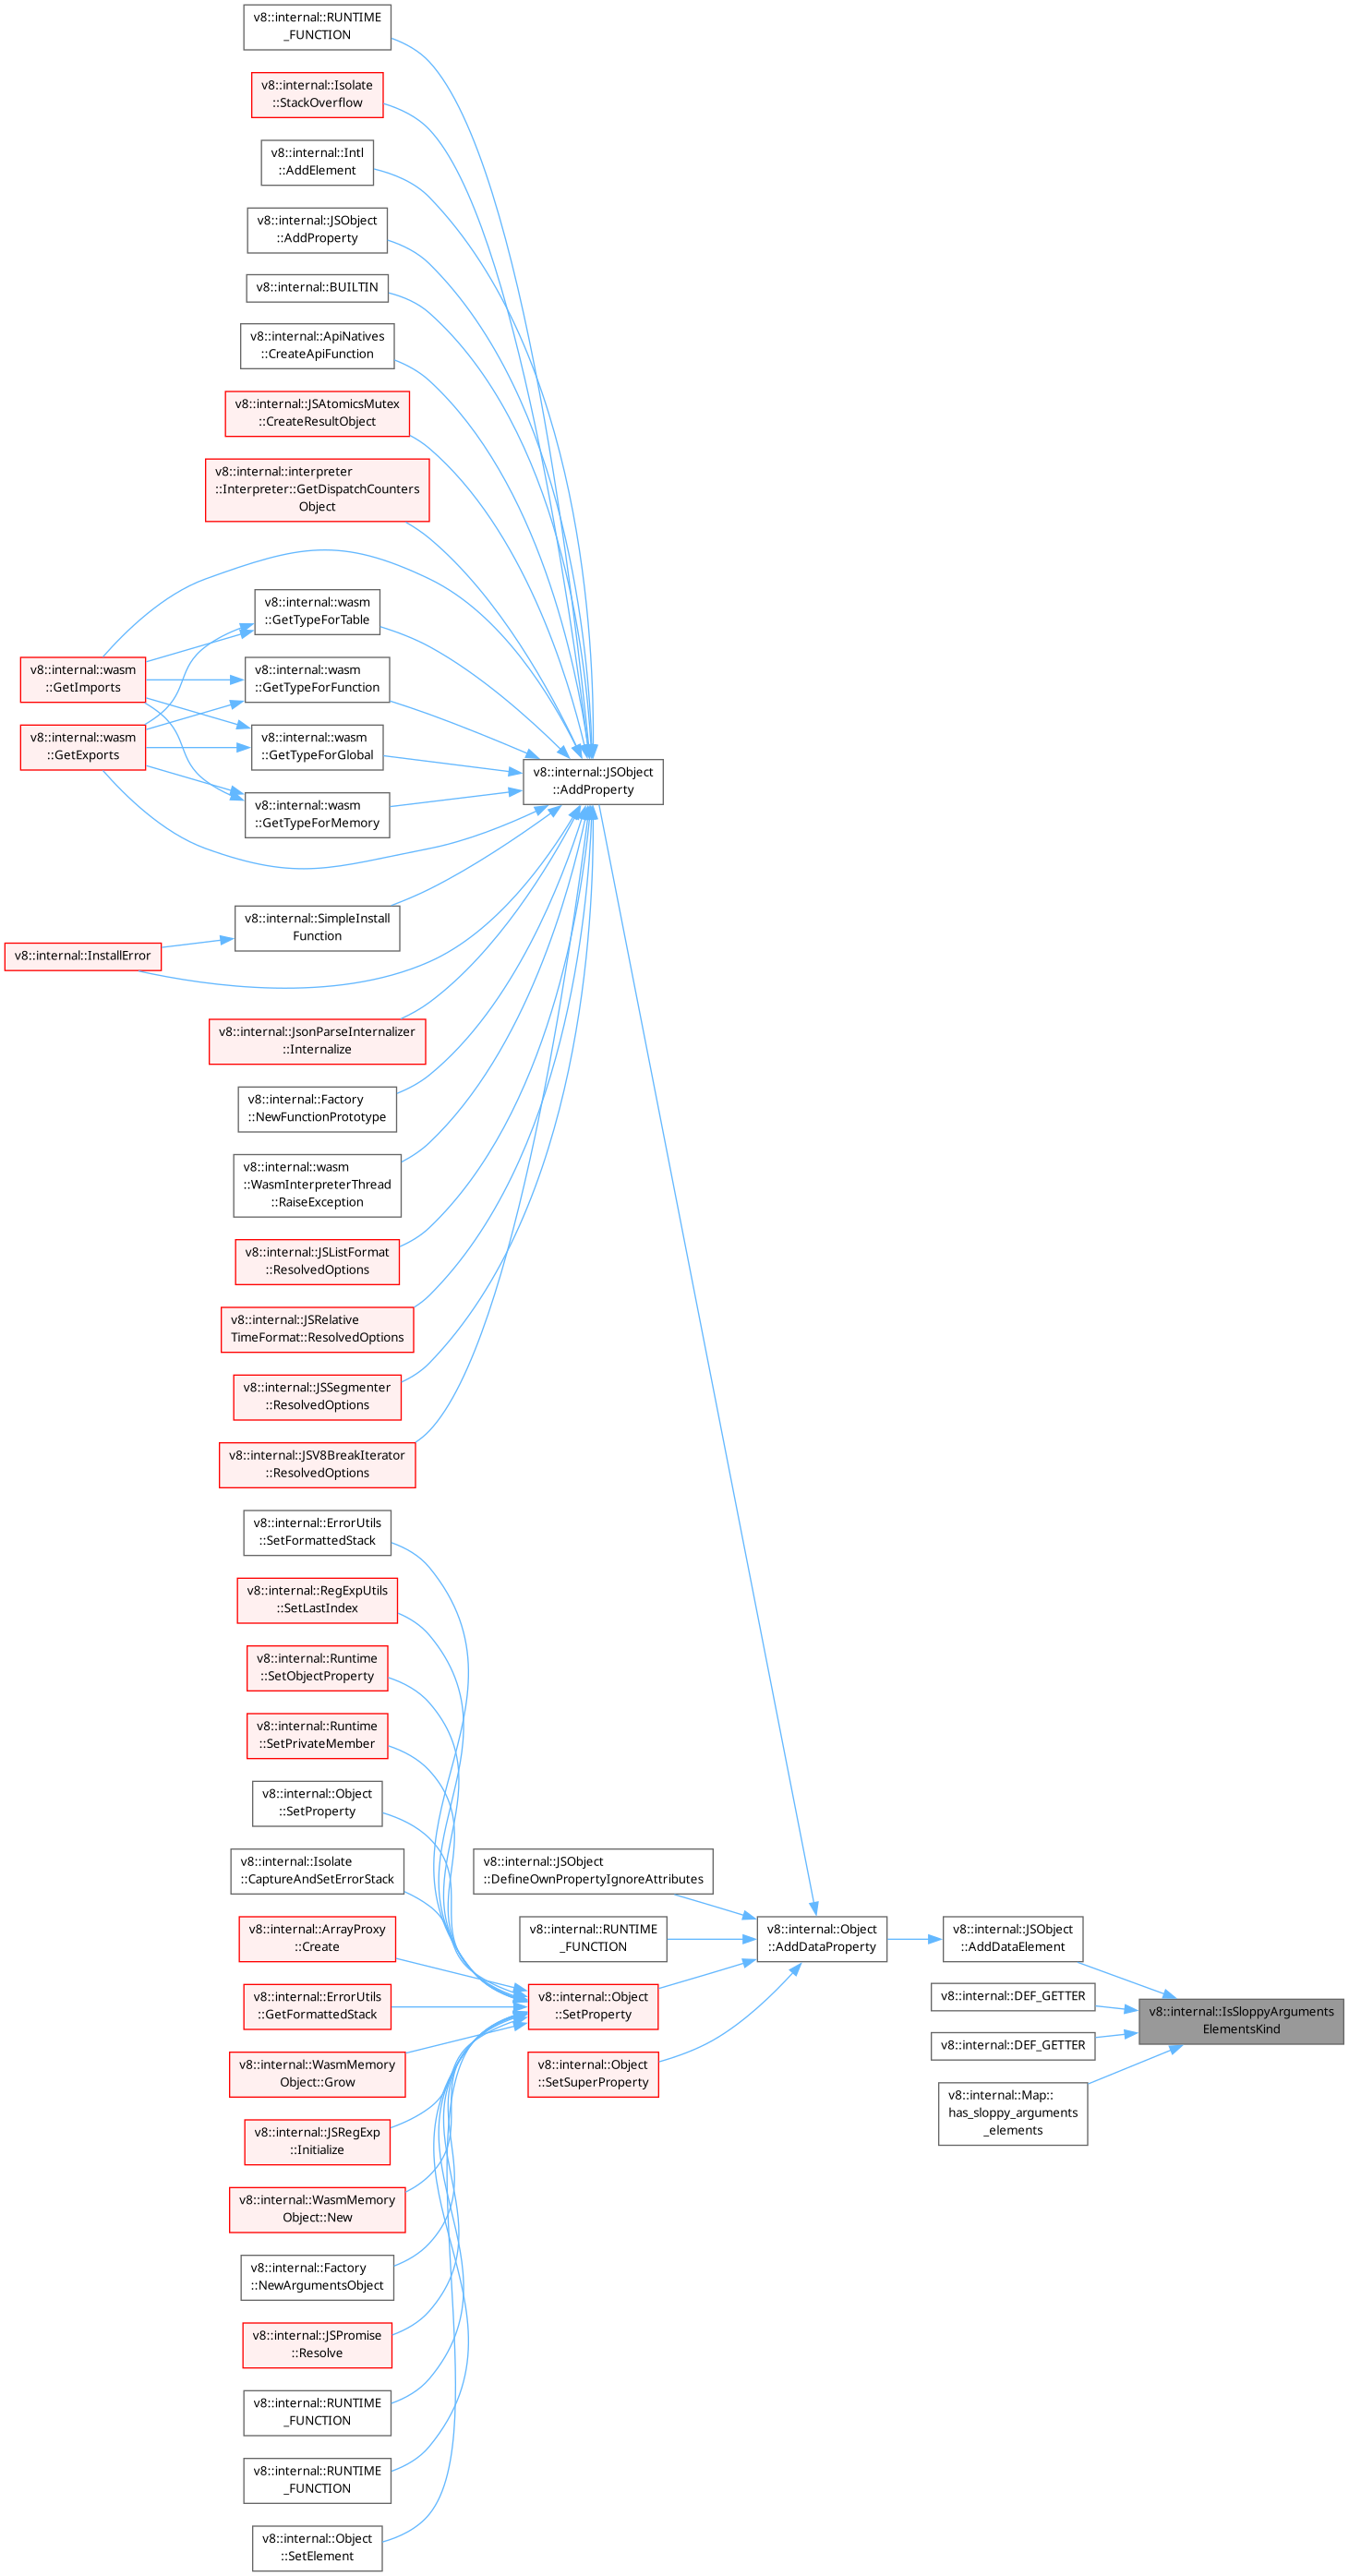 v8::internal::RUNTIME
_FUNCTION
v8::internal::Isolate
::StackOverflow
v8::internal::Intl
::AddElement
v8::internal::JSObject
::AddProperty
v8::internal::BUILTIN
v8::internal::ApiNatives
::CreateApiFunction
v8::internal::JSAtomicsMutex
::CreateResultObject
v8::internal::interpreter
::Interpreter::GetDispatchCounters
Object
v8::internal::wasm
::GetTypeForTable
v8::internal::wasm
::GetImports
v8::internal::wasm
::GetTypeForFunction
v8::internal::wasm
::GetExports
v8::internal::wasm
::GetTypeForGlobal
v8::internal::JSObject
::AddProperty
v8::internal::wasm
::GetTypeForMemory
v8::internal::SimpleInstall
Function
v8::internal::InstallError
v8::internal::JsonParseInternalizer
::Internalize
v8::internal::Factory
::NewFunctionPrototype
v8::internal::wasm
::WasmInterpreterThread
::RaiseException
v8::internal::JSListFormat
::ResolvedOptions
v8::internal::JSRelative
TimeFormat::ResolvedOptions
v8::internal::JSSegmenter
::ResolvedOptions
v8::internal::JSV8BreakIterator
::ResolvedOptions
v8::internal::ErrorUtils
::SetFormattedStack
v8::internal::RegExpUtils
::SetLastIndex
v8::internal::Runtime
::SetObjectProperty
v8::internal::Runtime
::SetPrivateMember
v8::internal::Object
::SetProperty
v8::internal::Isolate
::CaptureAndSetErrorStack
v8::internal::JSObject
::DefineOwnPropertyIgnoreAttributes
v8::internal::ArrayProxy
::Create
v8::internal::RUNTIME
_FUNCTION
v8::internal::Object
::AddDataProperty
v8::internal::JSObject
::AddDataElement
v8::internal::ErrorUtils
::GetFormattedStack
v8::internal::Object
::SetProperty
v8::internal::DEF_GETTER
v8::internal::IsSloppyArguments
ElementsKind
v8::internal::DEF_GETTER
v8::internal::WasmMemory
Object::Grow
v8::internal::Object
::SetSuperProperty
v8::internal::Map::
has_sloppy_arguments
_elements
v8::internal::JSRegExp
::Initialize
v8::internal::WasmMemory
Object::New
v8::internal::Factory
::NewArgumentsObject
v8::internal::JSPromise
::Resolve
v8::internal::RUNTIME
_FUNCTION
v8::internal::RUNTIME
_FUNCTION
v8::internal::Object
::SetElement